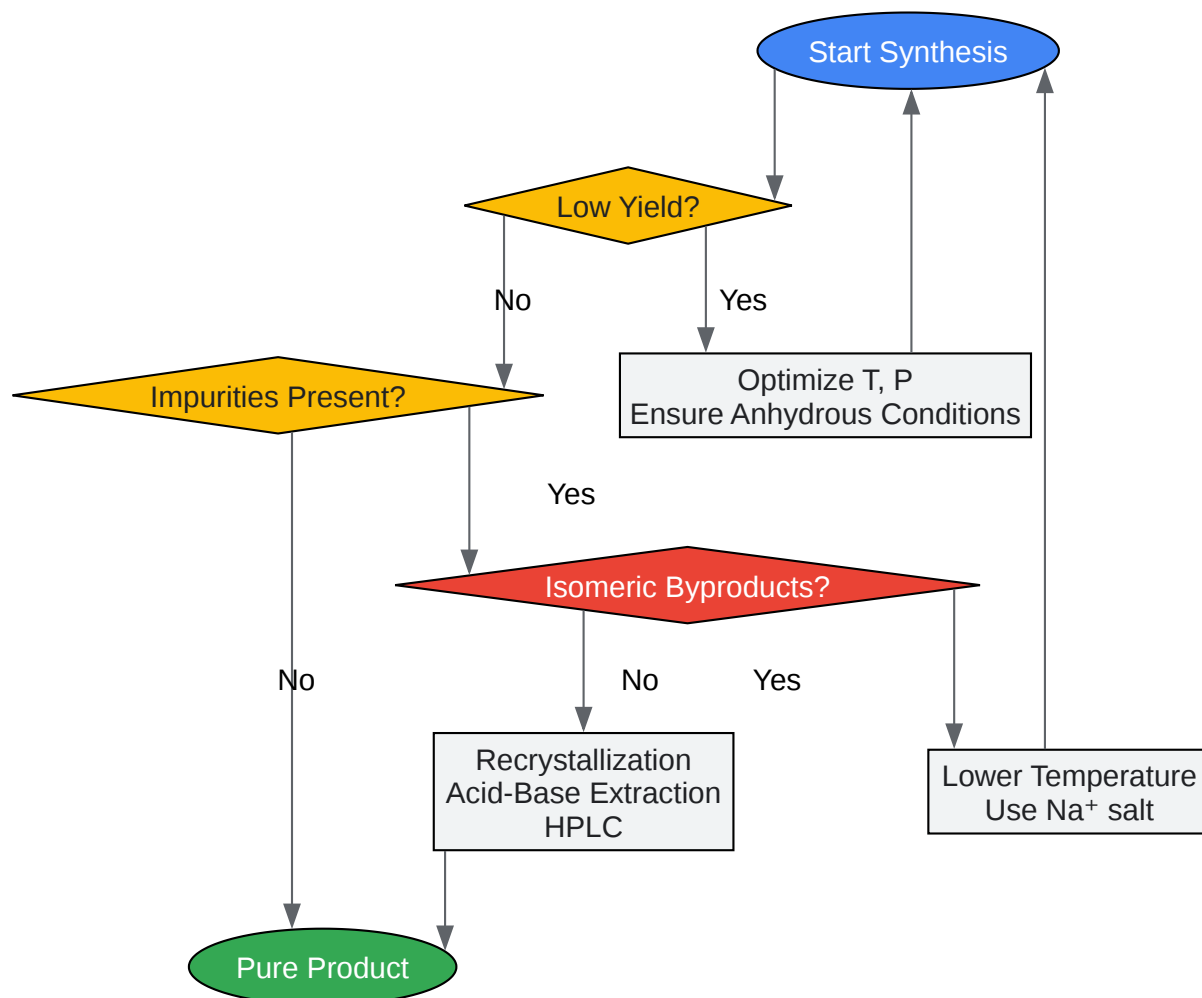 Start Synthesis
Low Yield?
No
Yes
Impurities Present?
Optimize T, P
Ensure Anhydrous Conditions
Yes
Isomeric Byproducts?
No
No
Yes
Recrystallization
Acid-Base Extraction
HPLC
Lower Temperature
Use Na⁺ salt
Pure Product